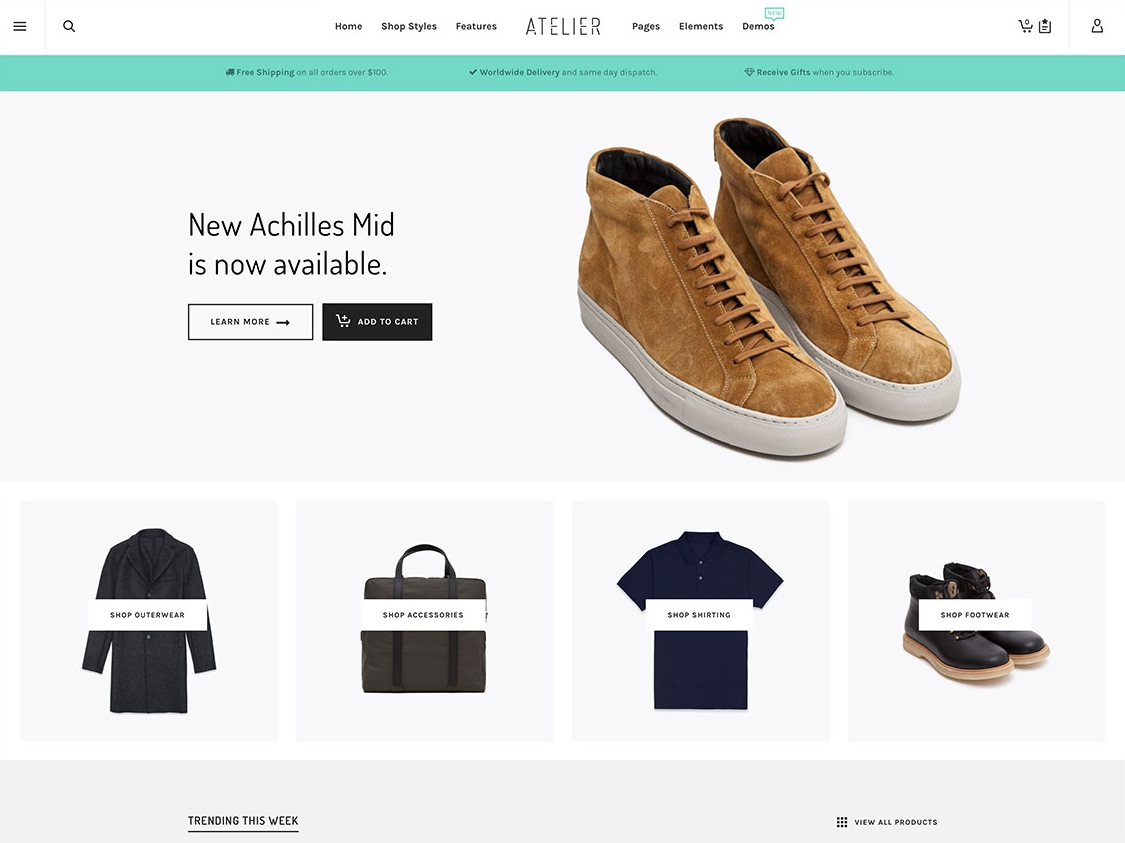 Home
Shop Styles
Features
ATELIER
Pages
Elements
Demos
NEW
0
Free Shipping on all orders over $100.
Worldwide Delivery and same day dispatch.
Receive Gifts when you subscribe.
New Achilles Mid
is now available.
LEARN MORE
ADD TO CART
SHOP OUTERWEAR
SHOP ACCESSORIES
SHOP SHIRTING
SHOP FOOTWEAR
TRENDING THIS WEEK
VIEW ALL PRODUCTS